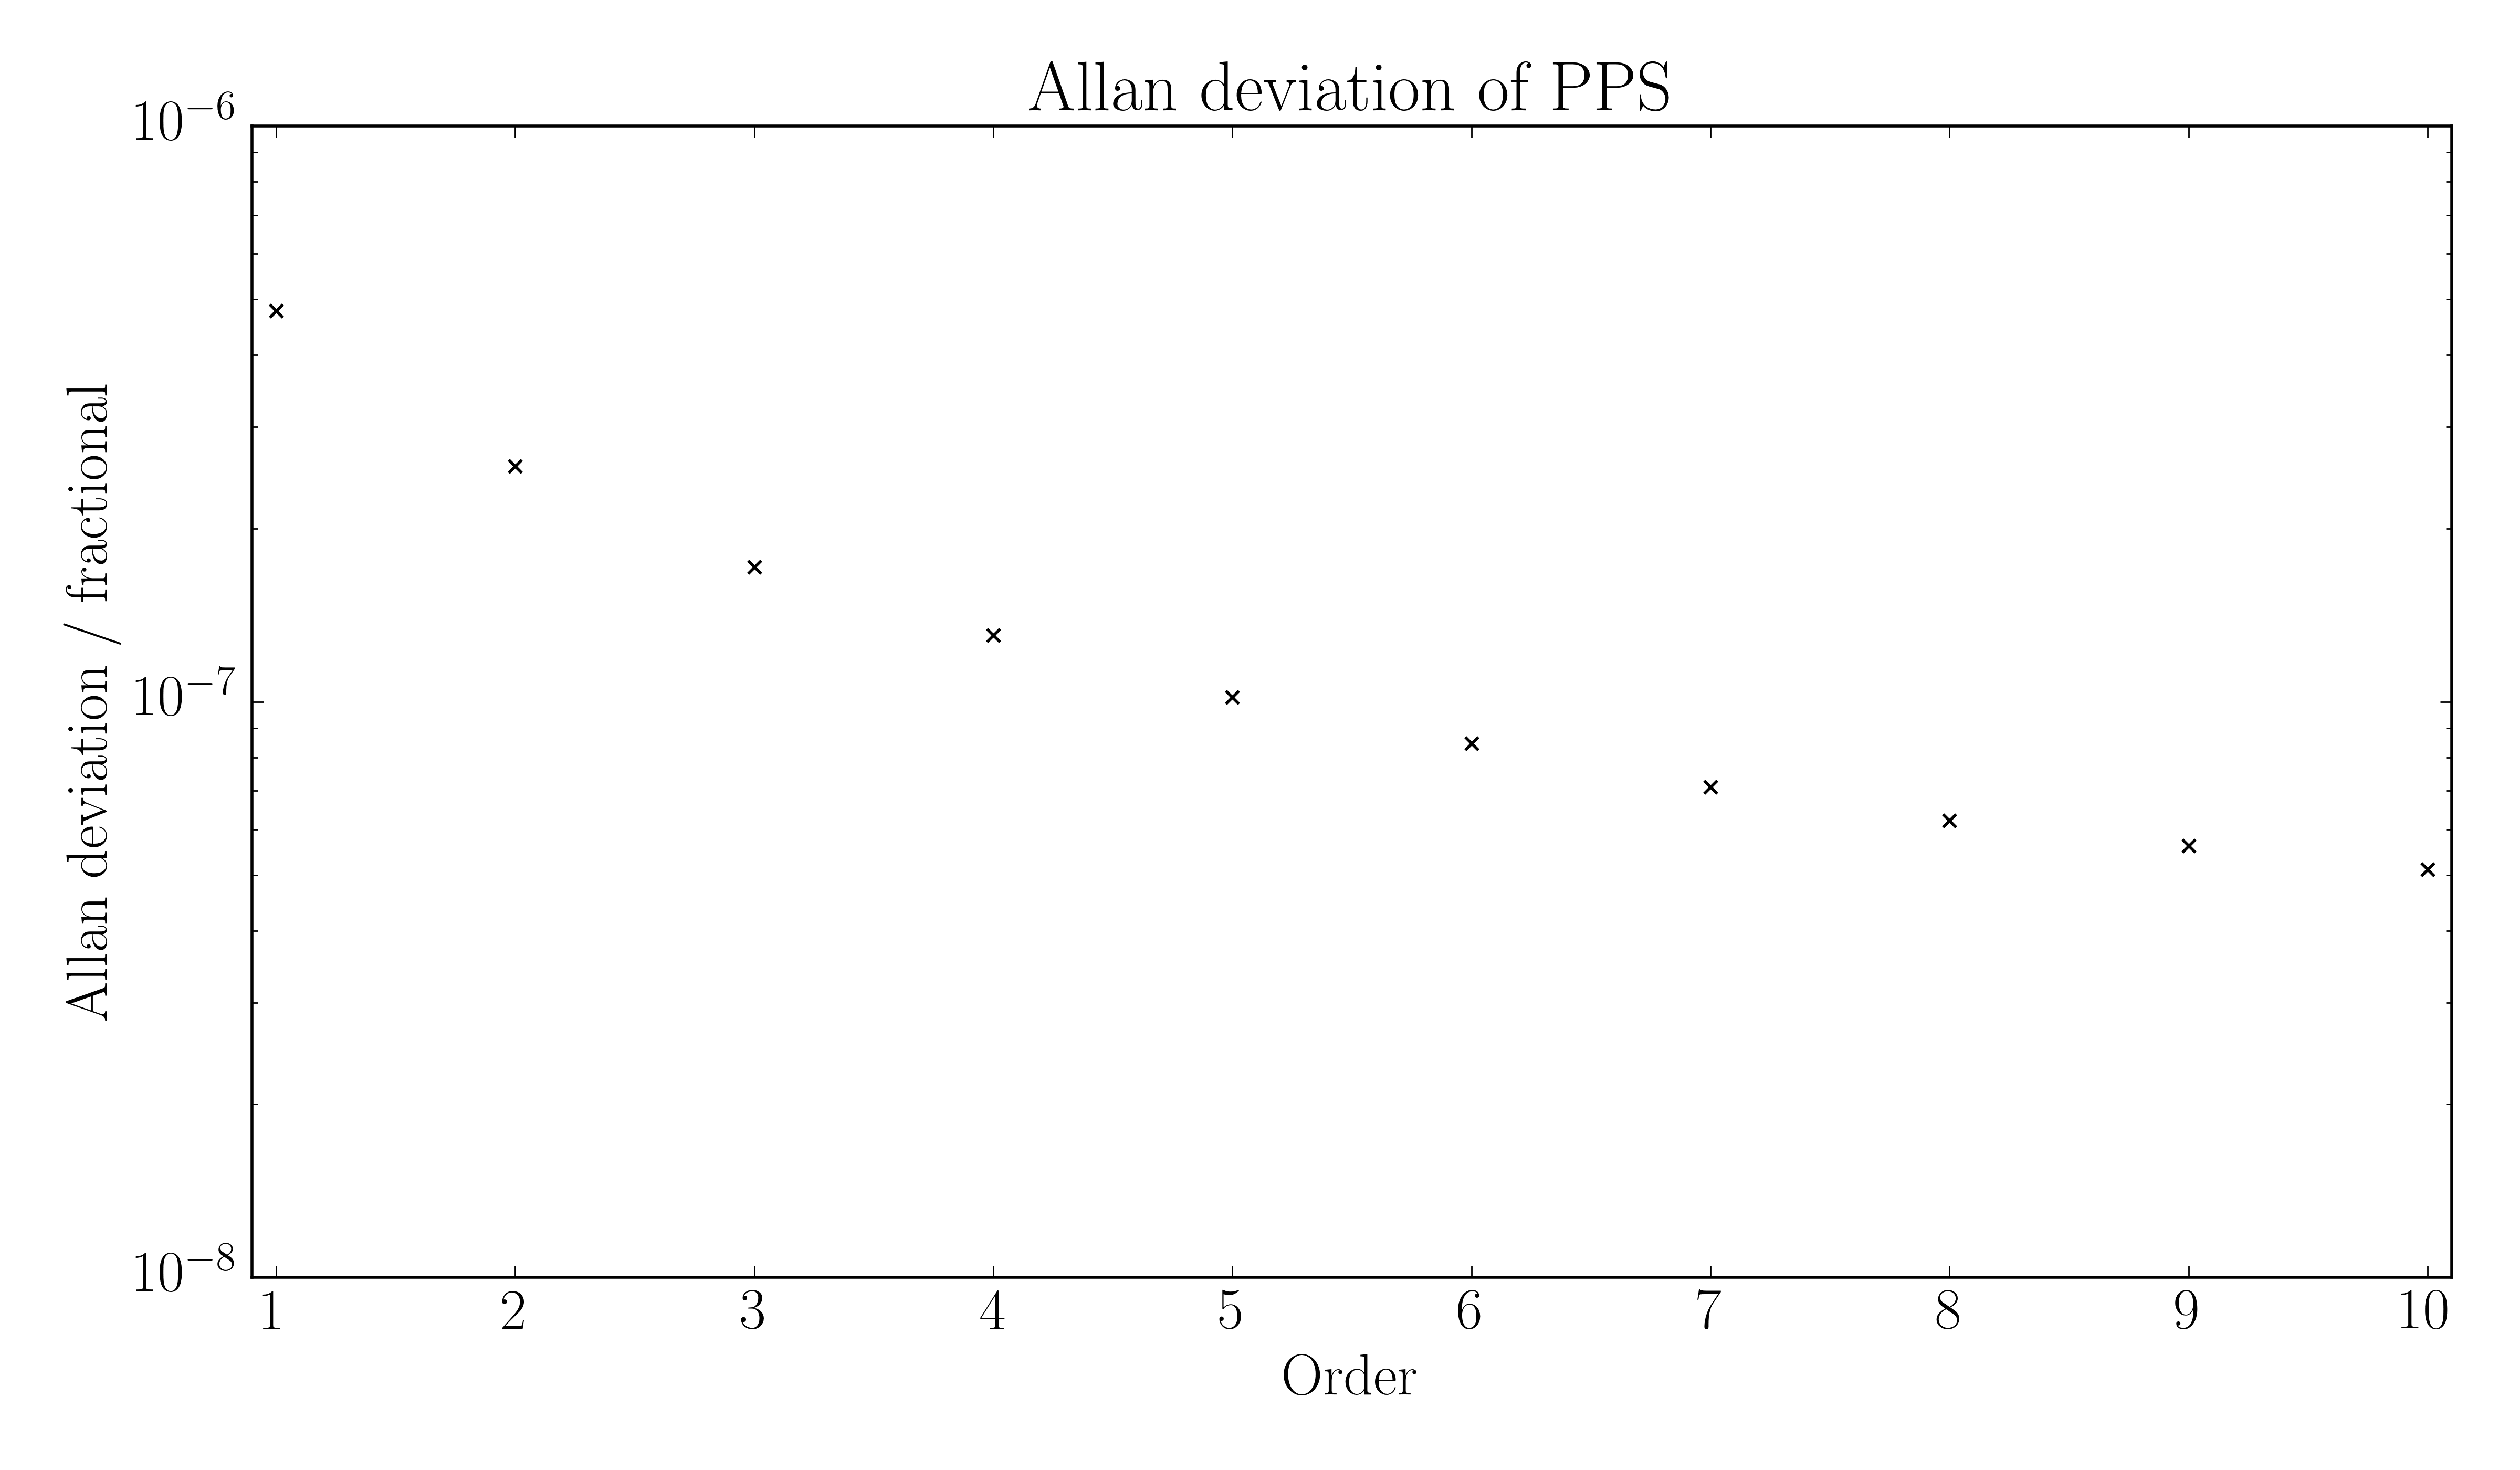 Allan deviation of PPS
Allan deviation / fractional
10⁻⁶
10⁻⁷
10⁻⁸
1 2 3 4 5 6 7 8 9 10
Order